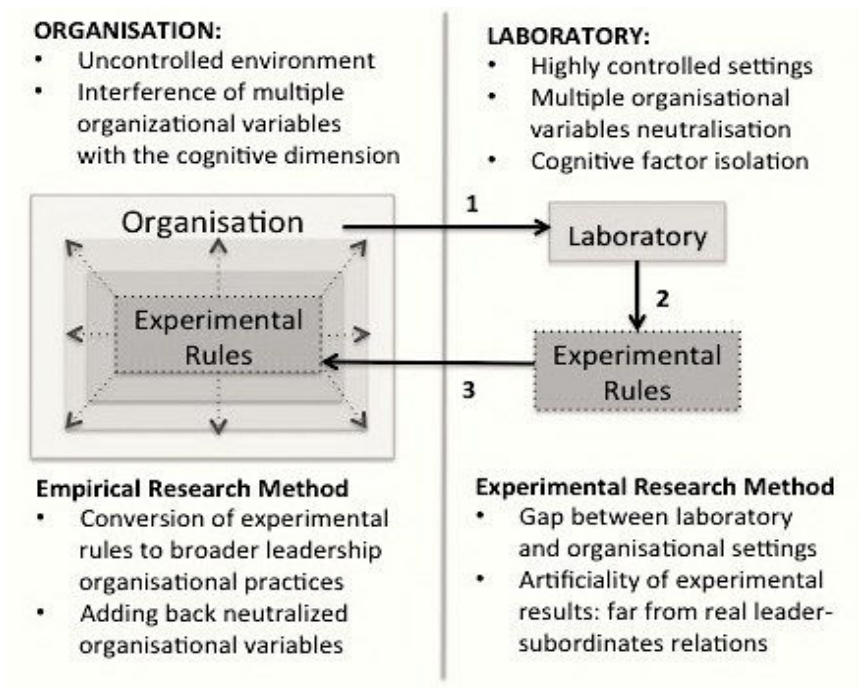 ORGANISATION:
• Uncontrolled environment
• Interference of multiple
organizational variables
with the cognitive dimension
LABORATORY:
• Highly controlled settings
• Multiple organisational
variables neutralisation
• Cognitive factor isolation
Organisation
1
Laboratory
2
Experimental
Rules
Experimental
Rules
3
Empirical Research Method
• Conversion of experimental
rules to broader leadership
organisational practices
• Adding back neutralized
organisational variables
Experimental Research Method
• Gap between laboratory
and organisational settings
• Artificiality of experimental
results: far from real leader-
subordinates relations